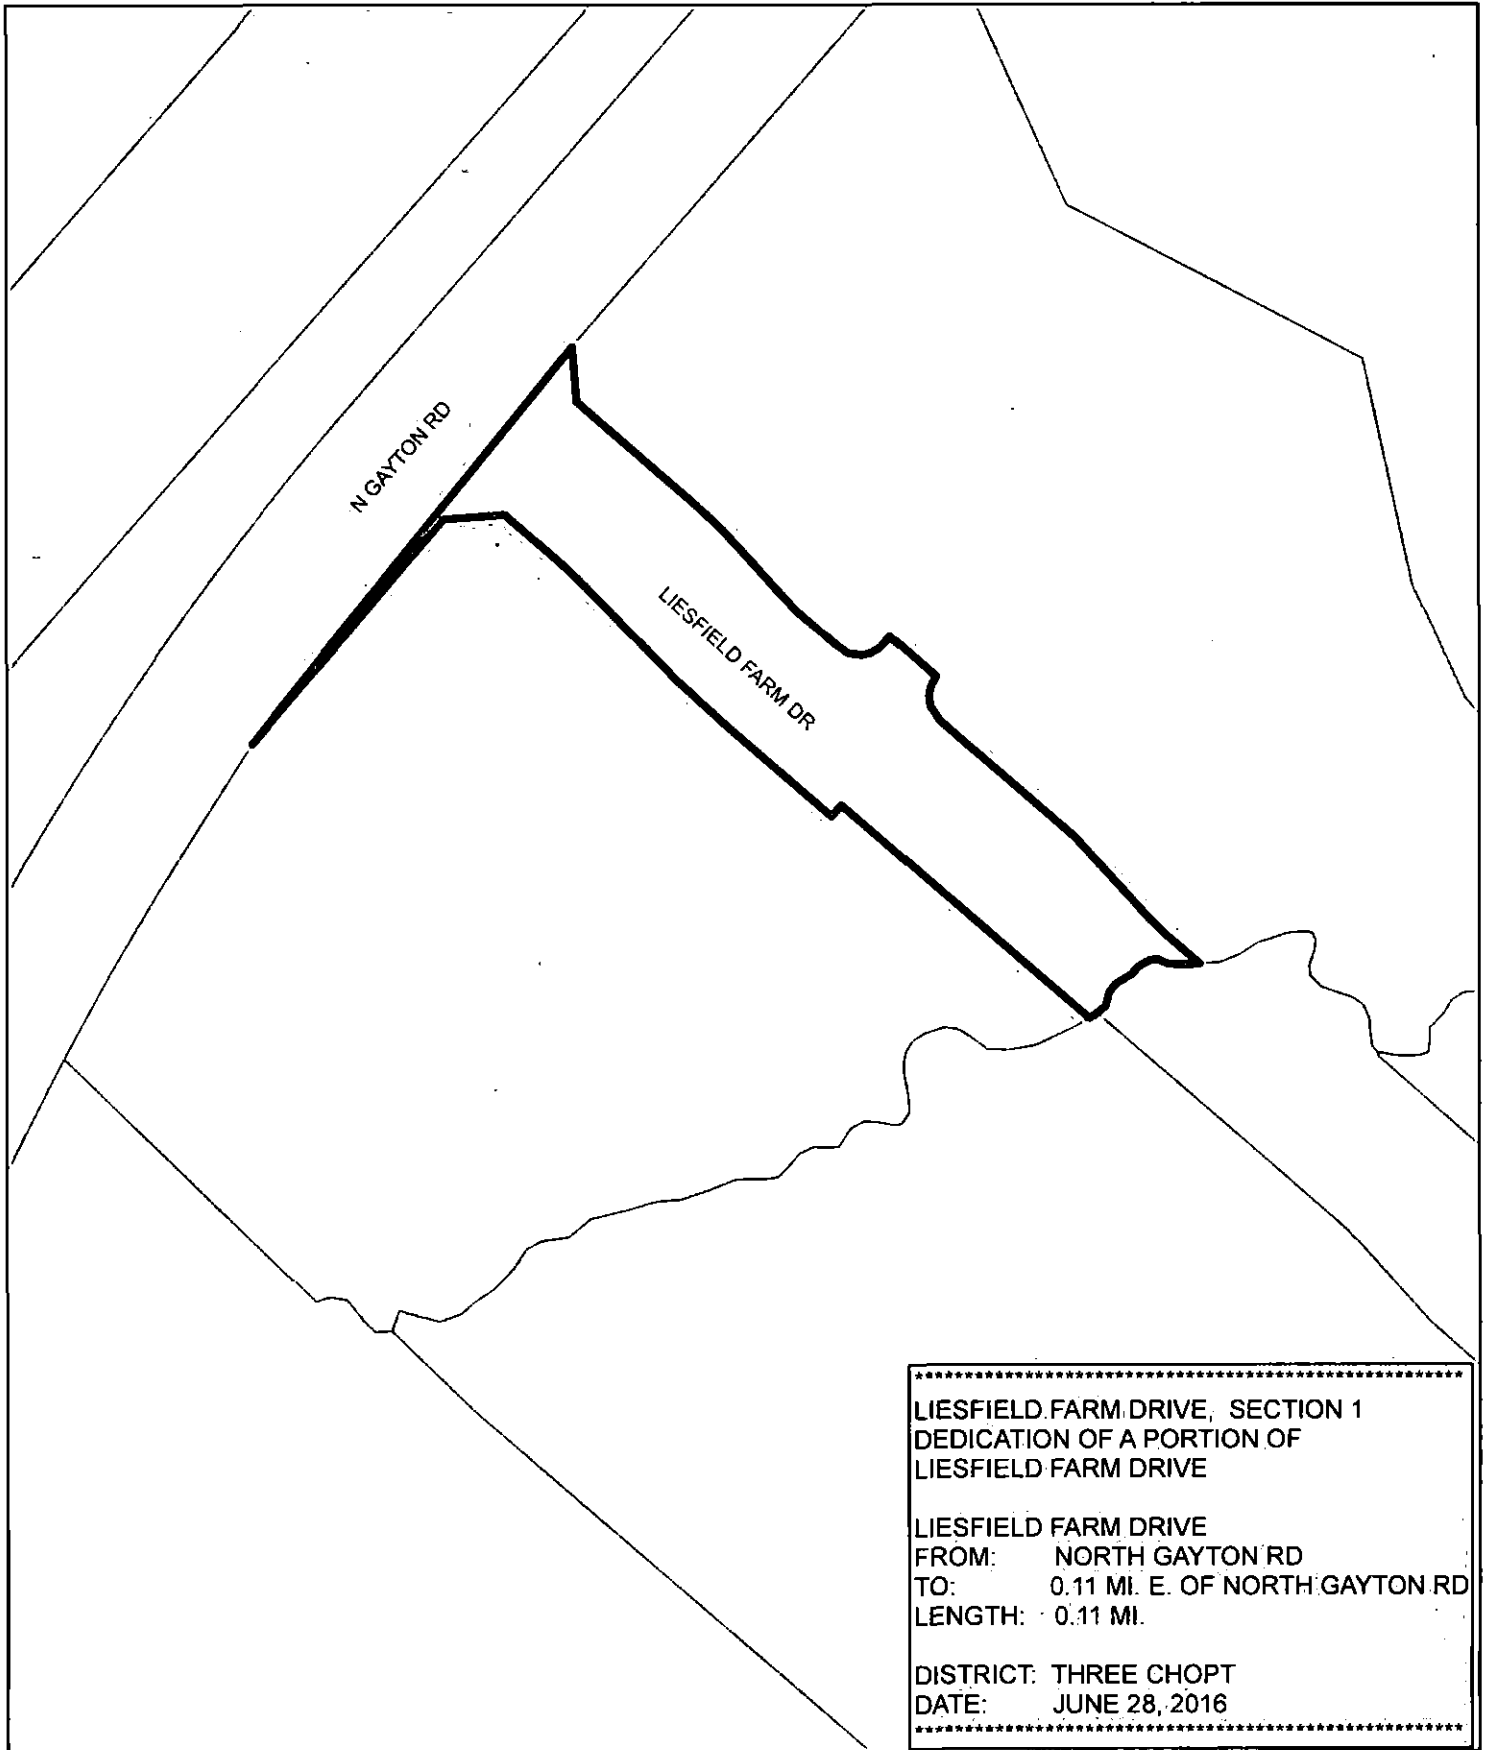 N GAYTON RD
LIESFIELD FARM DR
************************************************************
LIESFIELD FARM DRIVE, SECTION 1
DEDICATION OF A PORTION OF
LIESFIELD FARM DRIVE
LIESFIELD FARM DRIVE
FROM: NORTH GAYTON RD
TO: 0.11 MI. E. OF NORTH GAYTON RD
LENGTH: 0.11 MI.
DISTRICT: THREE CHOPT
DATE: JUNE 28, 2016
************************************************************